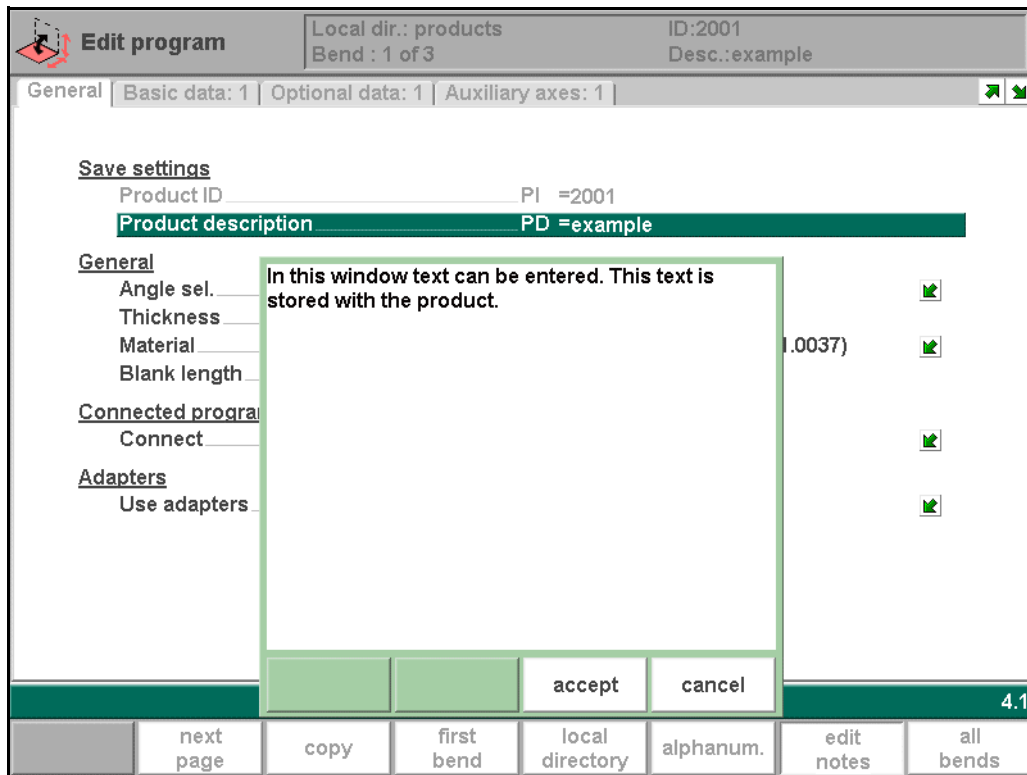 Edit program
Local dir.: products ID:2001
Bend : 1 of 3 Desc.:example
General Basic data: 1 Optional data: 1 Auxiliary axes: 1
Save settings
Product ID PI =2001
Product description PD =example
General
In this window text can be entered. This text is
stored with the product.
Angle sel.
Thickness
Material 1.0037)
Blank length
Connected
Connect
Adapters
Use adapters
accept cancel
4.1
next page copy first bend local directory alphanum. edit notes all bends